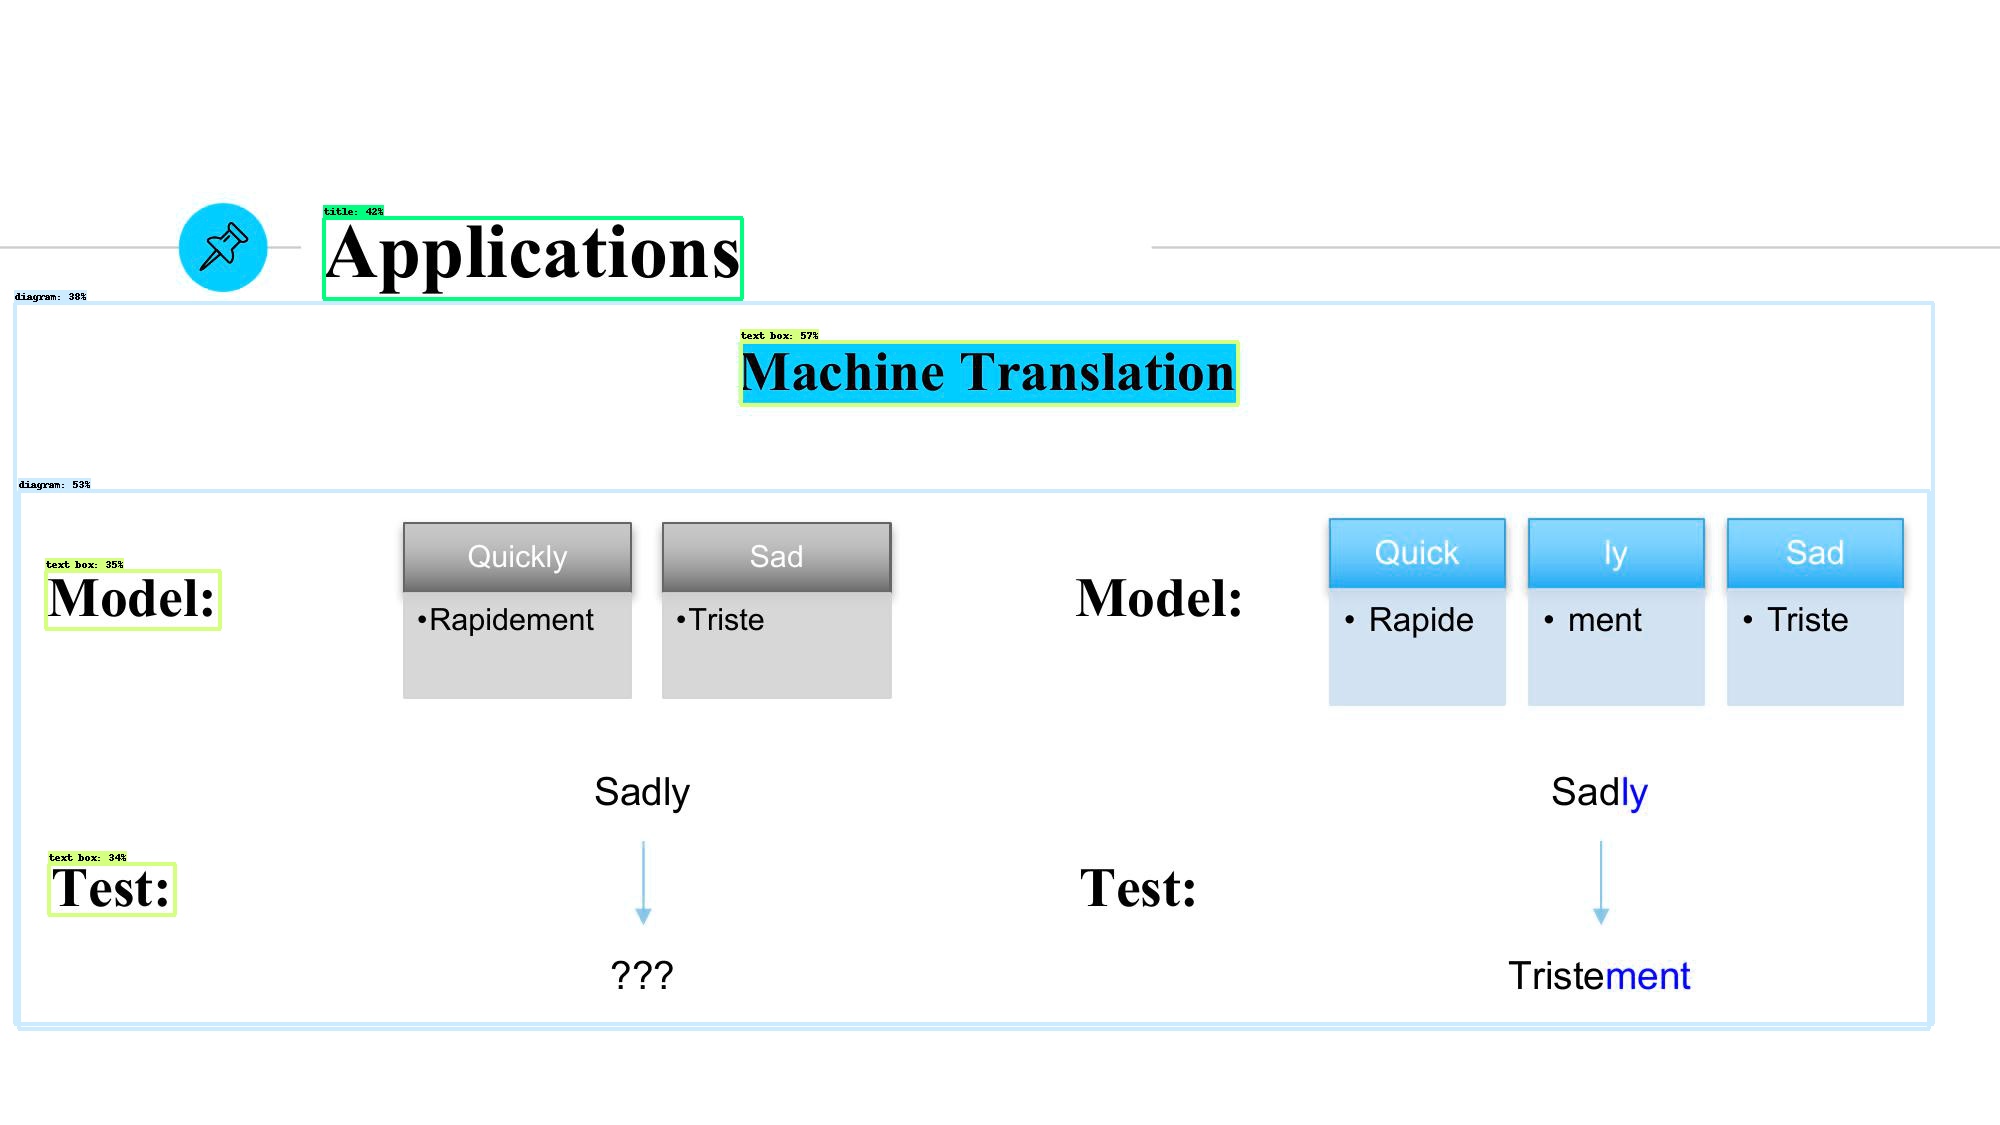 title: 42%
Applications
diagram: 38%
text box: 57%
Machine Translation
diagram: 53%
text box: 35%
Model:
Quickly
Sad
•Rapidement
•Triste
Model:
Quick
ly
Sad
• Rapide
• ment
• Triste
Sadly
Sadly
text box: 34%
Test:
Test:
???
Tristement